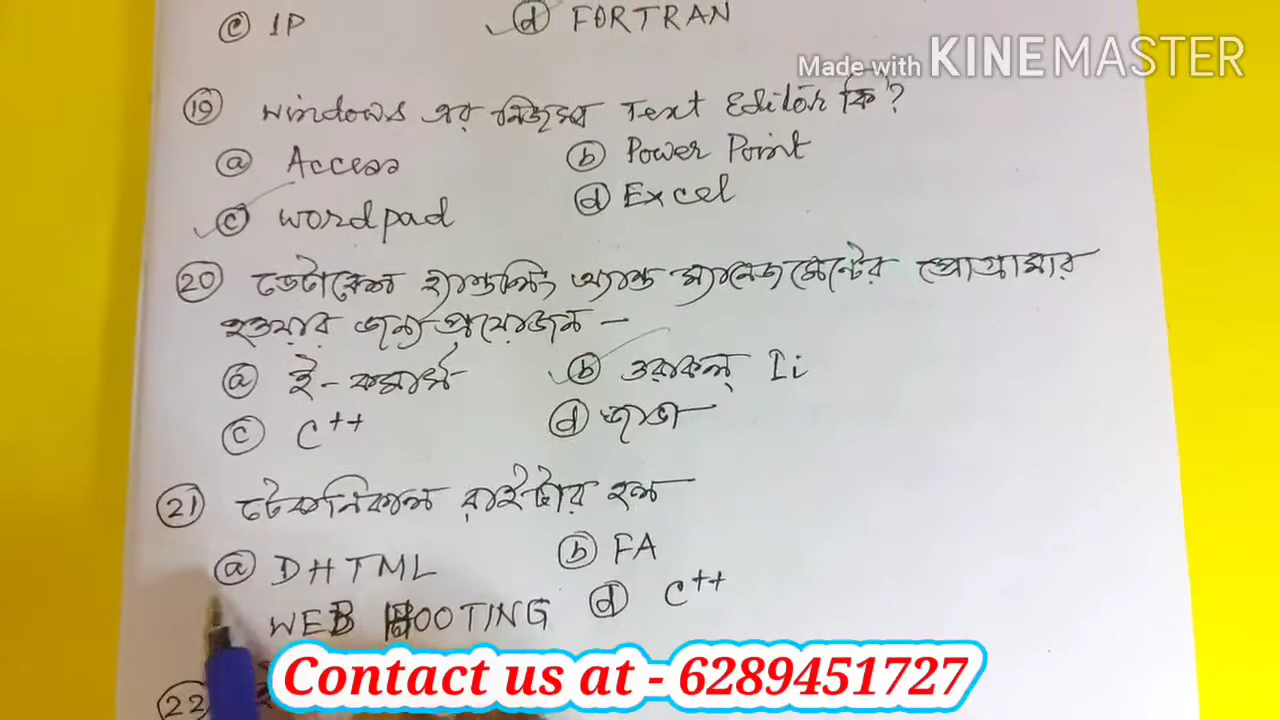 ⓒ IP ⓓ FORTRAN
Made with KINEMASTER
⑲ Windows এর নিজস্ব Text Editor কি?
ⓐ Access ⓑ Power Point
ⓒ wordpad ⓓ Excel
⑳ ডেটাবেস হ্যান্ডলিং অ্যান্ড ম্যানেজমেন্টের প্রোগ্রামার
হওয়ার জন্য প্রয়োজন –
ⓐ ই-কমার্স ⓑ ওরাকল্ Ii
ⓒ C++ ⓓ জাভা
㉑ টেকনিকাল রাইটার হল
ⓐ DHTML ⓑ FA
WEB HOOTING ⓓ C++
Contact us at - 6289451727
㉒